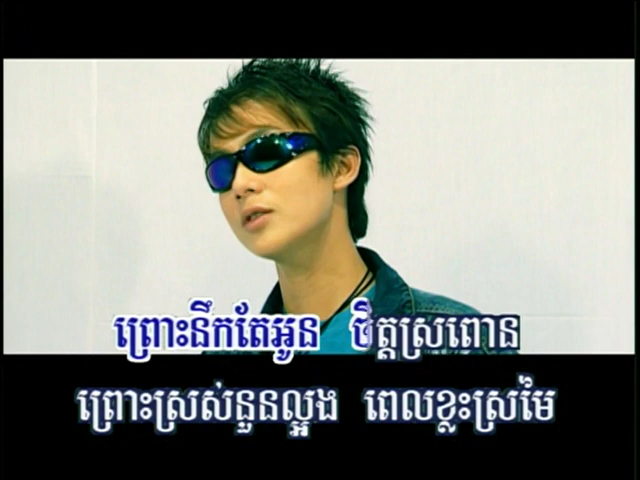 ព្រោះនឹកតែអូន ចិត្តស្រពោន
ព្រោះស្រស់នួនល្អង ពេលខ្លះស្រមៃ